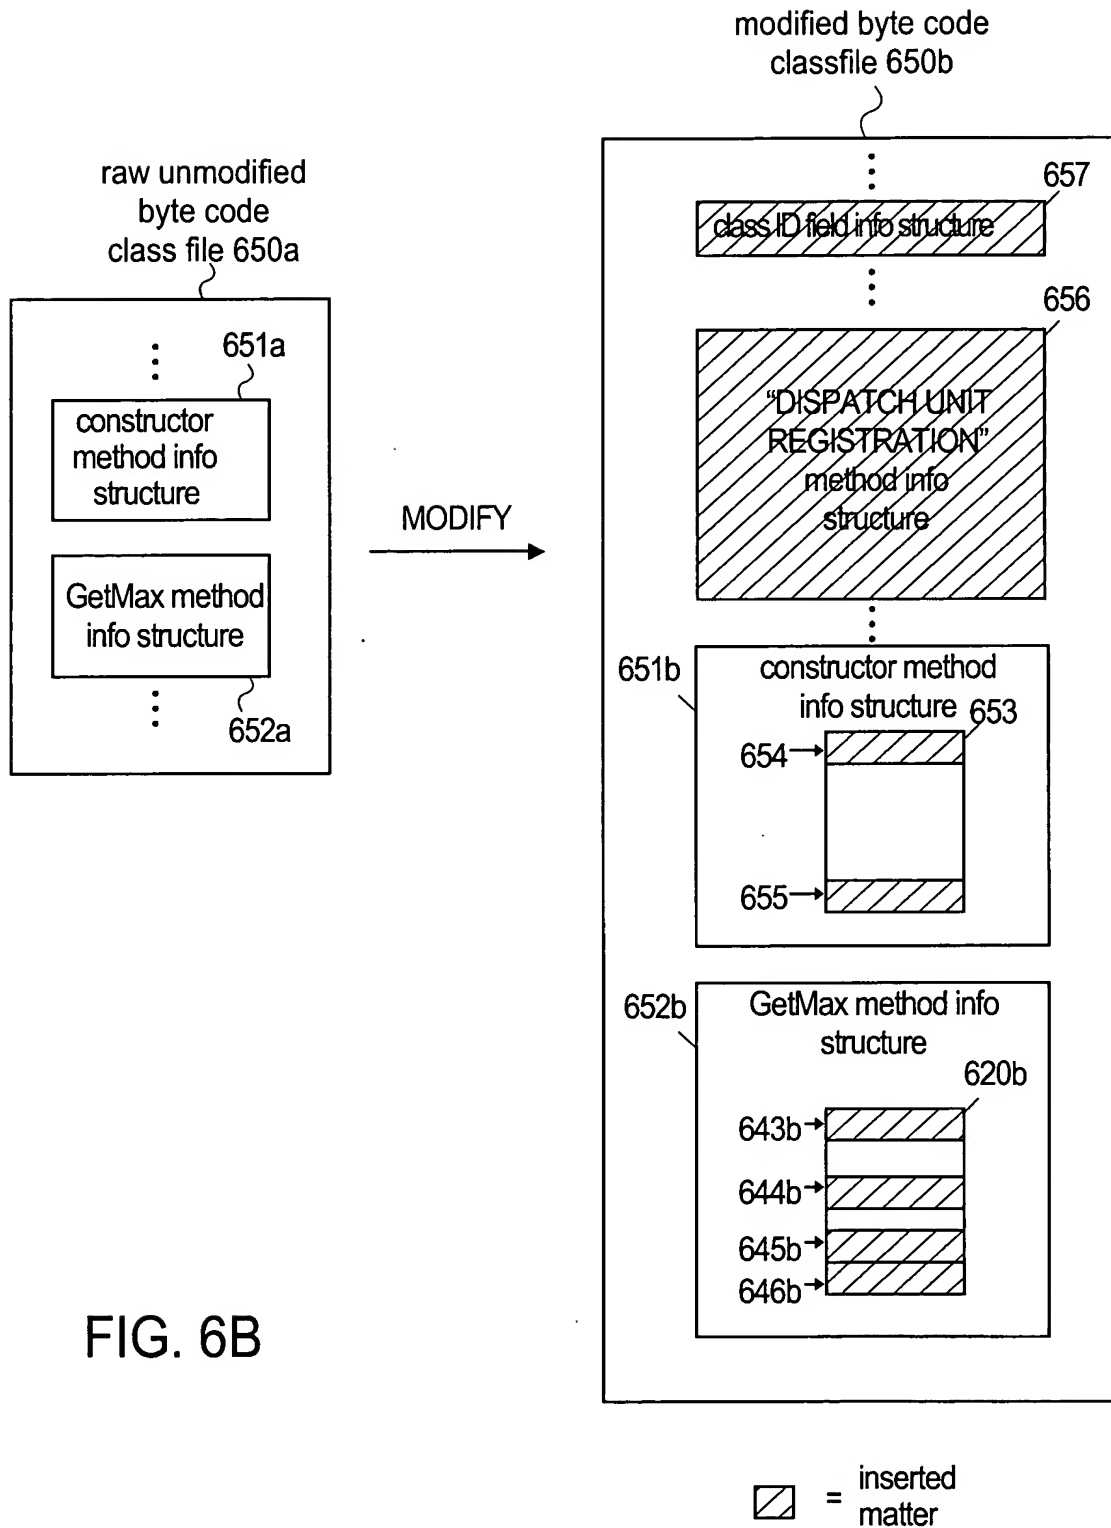 raw unmodified
byte code
class file 650a
651a
constructor
method info
structure
GetMax method
info structure
652a
MODIFY
modified byte code
classfile 650b
657
class ID field info structure
656
“DISPATCH UNIT
REGISTRATION”
method info
structure
651b
constructor method
info structure
653
654
655
652b
GetMax method info
structure
620b
643b
644b
645b
646b
FIG. 6B
= inserted
matter